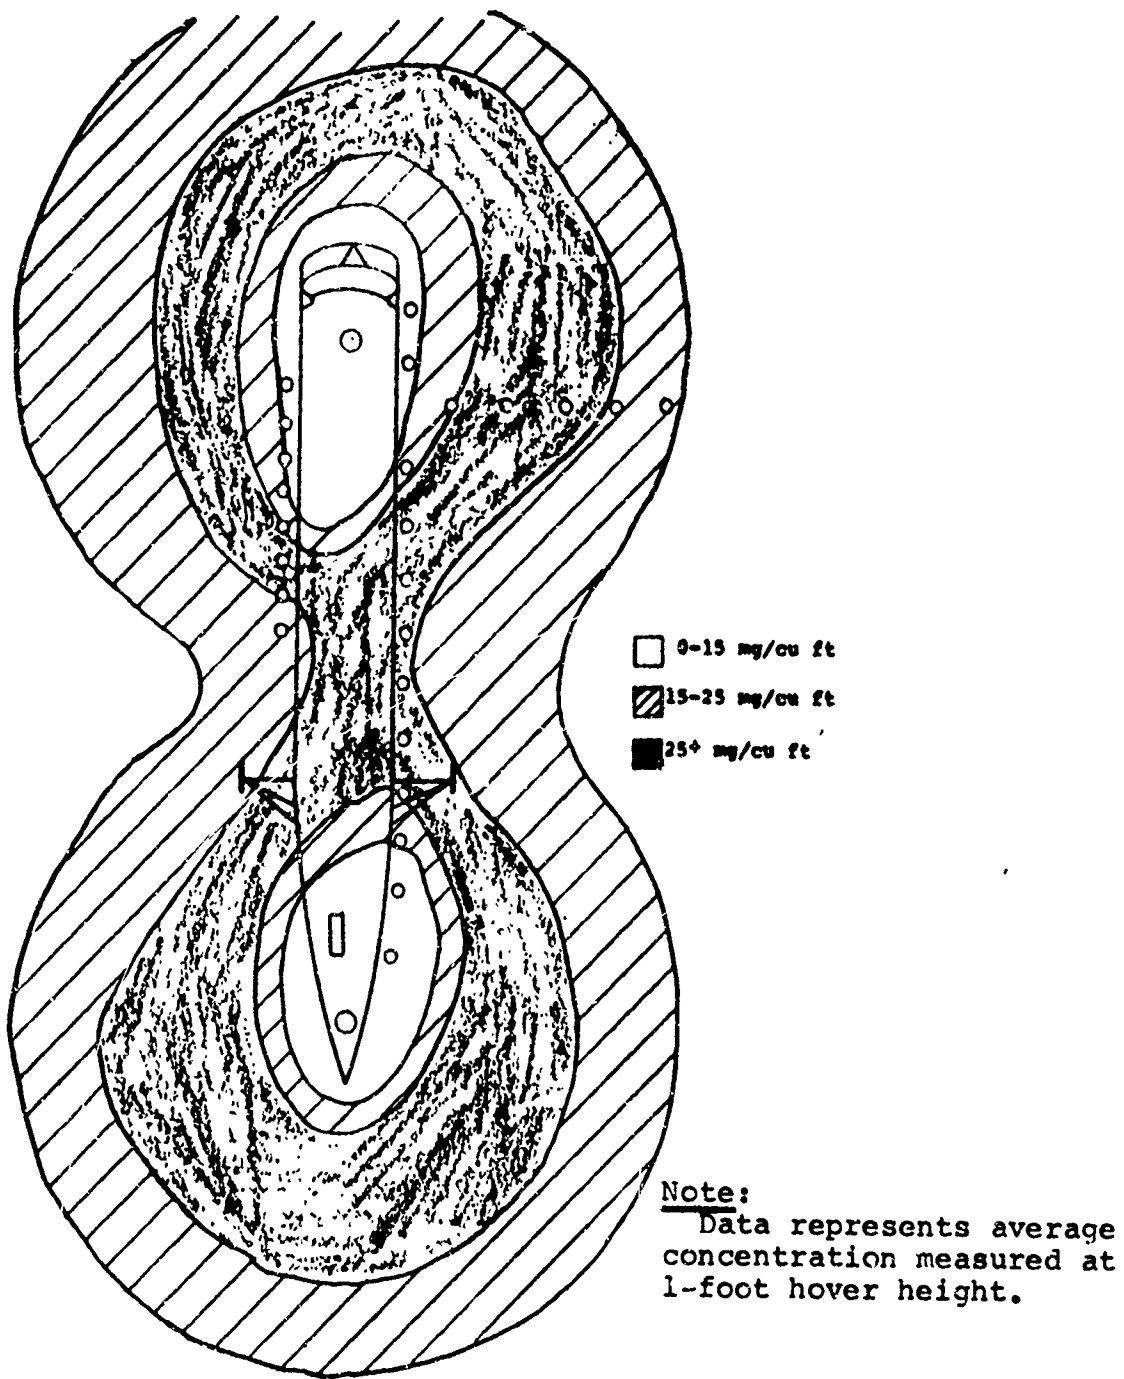 0-15 mg/cu ft
15-25 mg/cu ft
25+ mg/cu ft
Note:
Data represents average
concentration measured at
1-foot hover height.